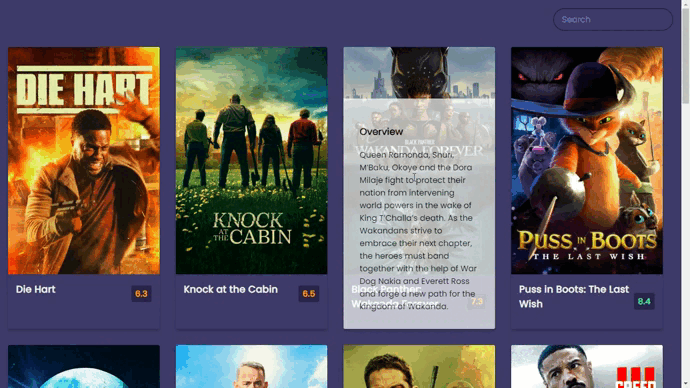 Search
DIE HART
KNOCK
AT THE CABIN
BLACK PANTHER
WAKANDA FOREVER
Overview
Queen Ramonda, Shuri,
M'Baku, Okoye and the Dora
Milaje fight to protect their
nation from intervening
world powers in the wake of
King T'Challa's death. As the
Wakandans strive to
embrace their next chapter,
the heroes must band
together with the help of War
Dog Nakia and Everett Ross
and forge a new path for the
kingdom of Wakanda.
PUSS IN BOOTS
THE LAST WISH
Die Hart
6.3
Knock at the Cabin
6.5
Black Panther:
Wakanda Forever
7.3
Puss in Boots: The Last
Wish
8.4
CREED